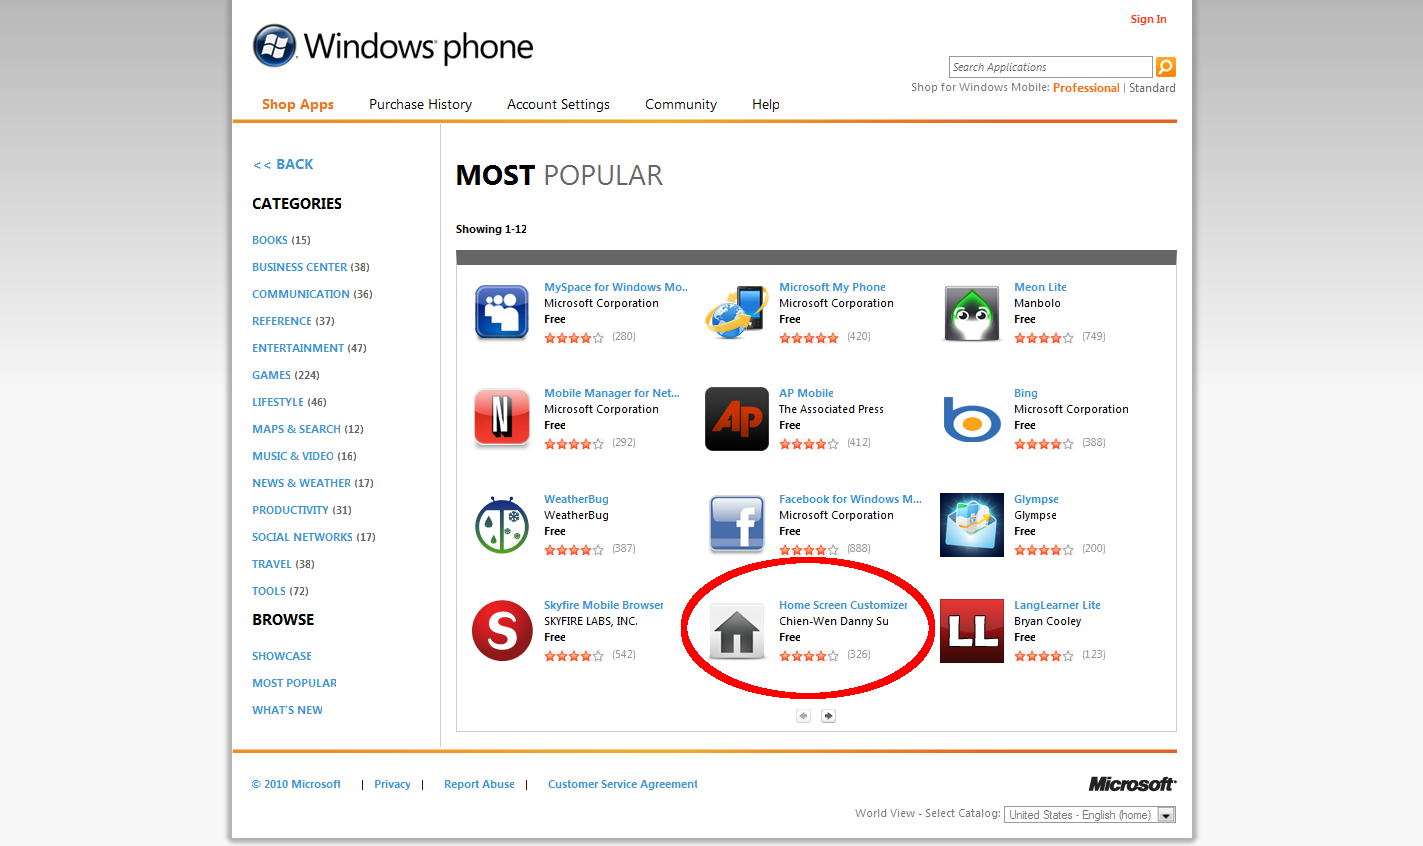 Sign In
Windows® phone
Search Applications
Shop for Windows Mobile: Professional | Standard
Shop Apps Purchase History Account Settings Community Help
<< BACK
CATEGORIES
BOOKS (15)
BUSINESS CENTER (38)
COMMUNICATION (36)
REFERENCE (37)
ENTERTAINMENT (47)
GAMES (224)
LIFESTYLE (46)
MAPS & SEARCH (12)
MUSIC & VIDEO (16)
NEWS & WEATHER (17)
PRODUCTIVITY (31)
SOCIAL NETWORKS (17)
TRAVEL (38)
TOOLS (72)
BROWSE
SHOWCASE
MOST POPULAR
WHAT'S NEW
MOST POPULAR
Showing 1-12
MySpace for Windows Mo..
Microsoft Corporation
Free
(280)
Microsoft My Phone
Microsoft Corporation
Free
(420)
Meon Lite
Manbolo
Free
(749)
N
Mobile Manager for Net...
Microsoft Corporation
Free
(292)
AP
AP Mobile
The Associated Press
Free
(412)
b
Bing
Microsoft Corporation
Free
(388)
WeatherBug
WeatherBug
Free
(387)
f
Facebook for Windows M...
Microsoft Corporation
Free
(888)
Glympse
Glympse
Free
(200)
S
Skyfire Mobile Browser
SKYFIRE LABS, INC.
Free
(542)
Home Screen Customizer
Chien-Wen Danny Su
Free
(326)
LL
LangLearner Lite
Bryan Cooley
Free
(123)
© 2010 Microsoft | Privacy | Report Abuse | Customer Service Agreement
Microsoft®
World View - Select Catalog: United States - English (home)